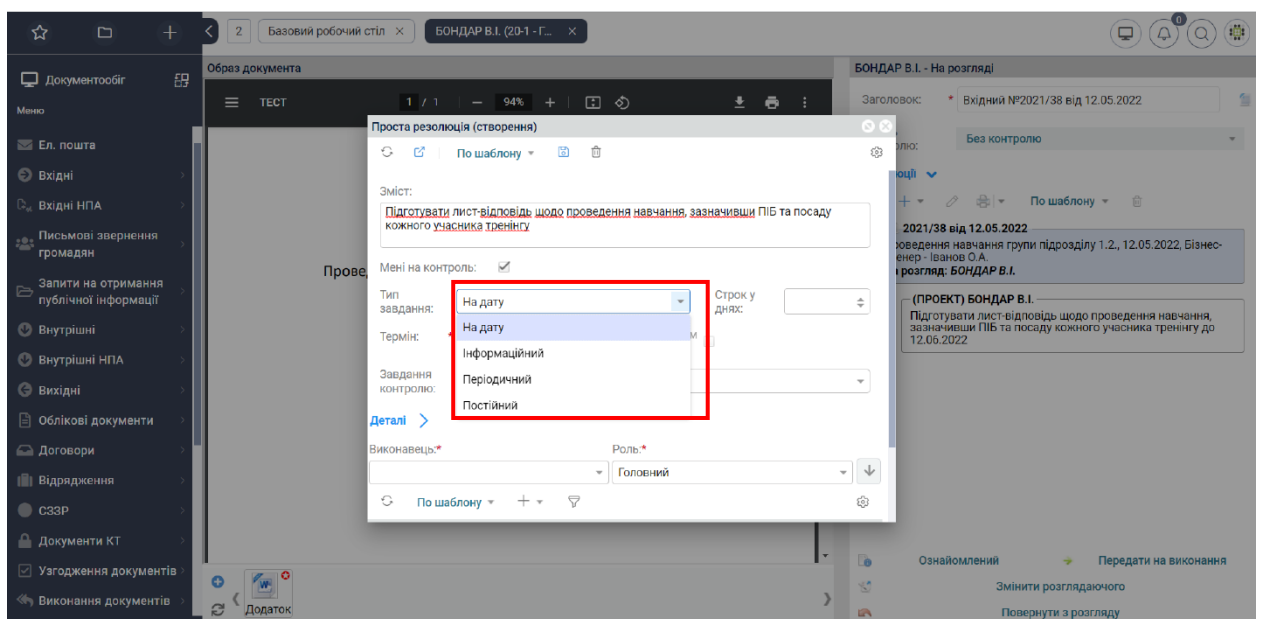 2
Базовий робочий стіл ×
БОНДАР В.І. (20-1 - Г... ×
0
Документообіг
Меню
Ел. пошта
Вхідні
Вхідні НПА
Письмові звернення
громадян
Запити на отримання
публічної інформації
Внутрішні
Внутрішні НПА
Вихідні
Облікові документи
Договори
Відрядження
СЗЗР
Документи КТ
Узгодження документів
Виконання документів
Образ документа
ТЕСТ
1 / 1 | — 94% +
Прове
Додаток
Проста резолюція (створення)
По шаблону
Зміст:
Підготувати лист-відповідь щодо проведення навчання, зазначивши ПІБ та посаду
кожного учасника тренінгу
Мені на контроль:
Тип
завдання:
На дату
Строк у
днях:
На дату
Термін: *
м
Інформаційний
Завдання
контролю:
Періодичний
Постійний
Деталі
Виконавець:*
Роль:*
Головний
По шаблону
БОНДАР В.І. - На розгляді
Заголовок: * Вхідний №2021/38 від 12.05.2022
олю:
Без контролю
юції
По шаблону
2021/38 від 12.05.2022
роведення навчання групи підрозділу 1.2., 12.05.2022, Бізнес-
енер - Іванов О.А.
розгляд: БОНДАР В.І.
(ПРОЕКТ) БОНДАР В.І.
Підготувати лист-відповідь щодо проведення навчання,
зазначивши ПІБ та посаду кожного учасника тренінгу до
12.06.2022
Ознайомлений
Передати на виконання
Змінити розглядаючого
Повернути з розгляду